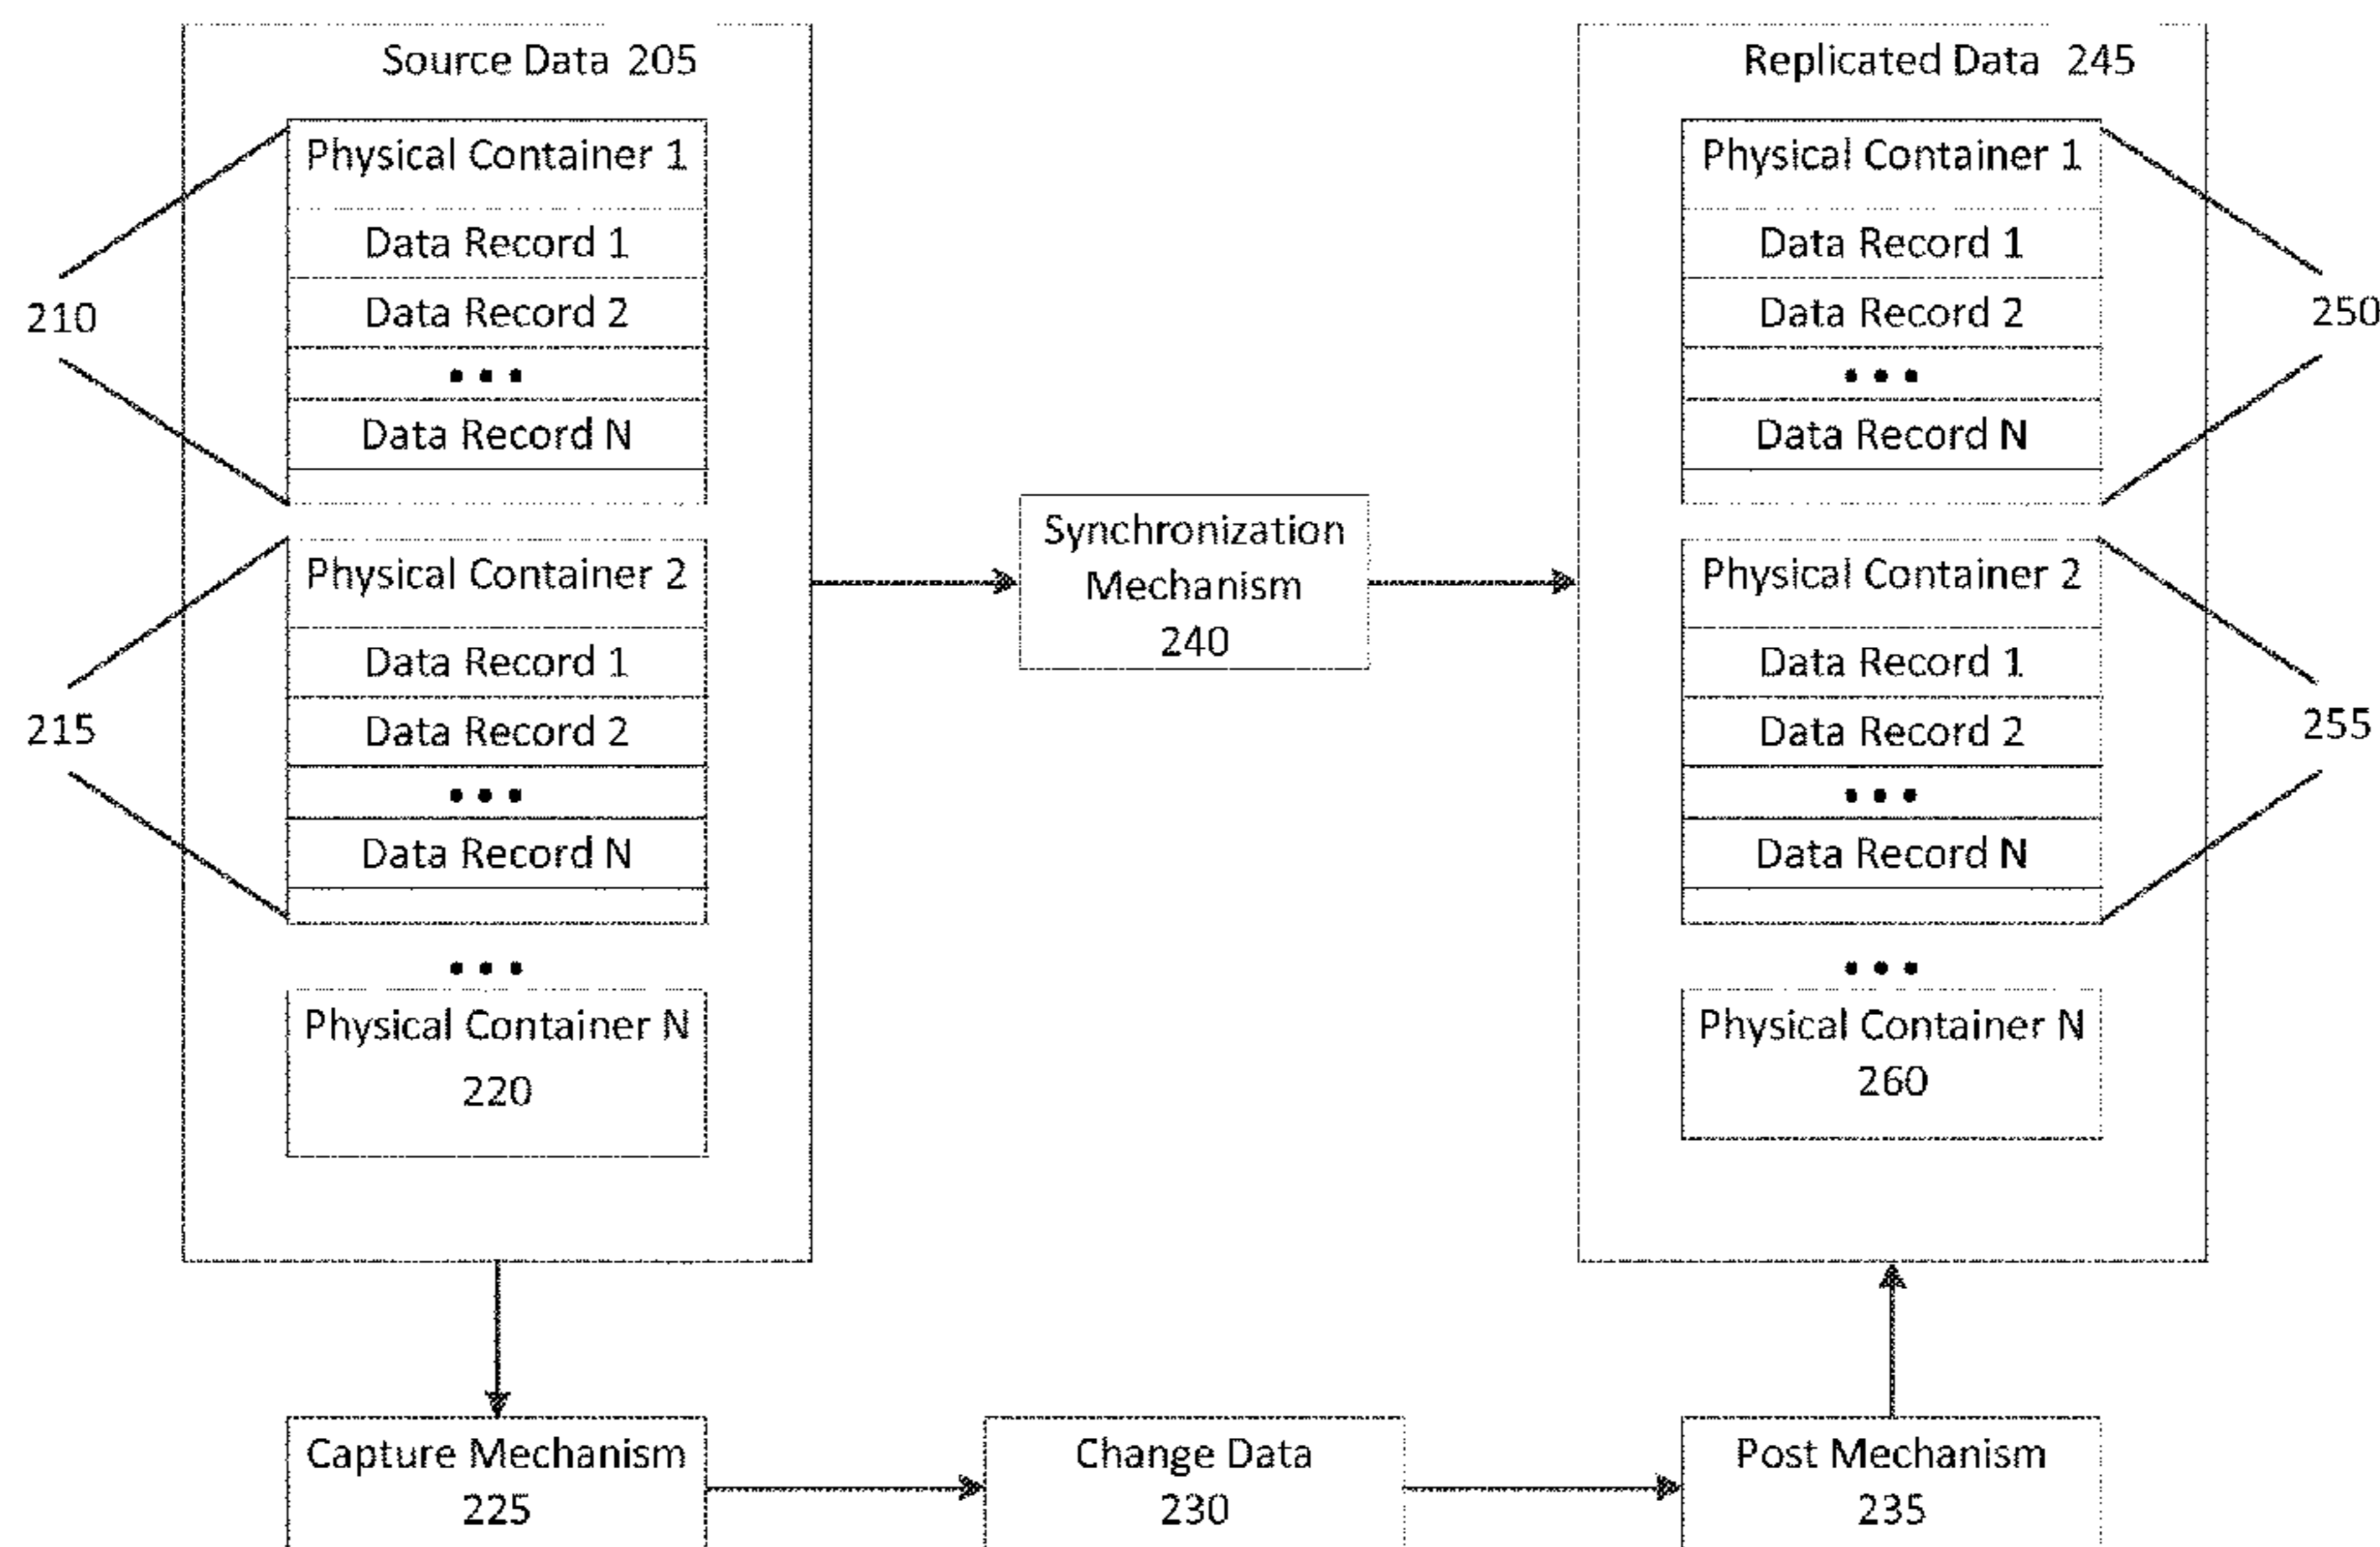 Source Data 205
Physical Container 1
Data Record 1
Data Record 2
• • •
Data Record N
210
Physical Container 2
Data Record 1
Data Record 2
• • •
Data Record N
215
• • •
Physical Container N
220
Synchronization
Mechanism
240
Replicated Data 245
Physical Container 1
Data Record 1
Data Record 2
• • •
Data Record N
250
Physical Container 2
Data Record 1
Data Record 2
• • •
Data Record N
255
• • •
Physical Container N
260
Capture Mechanism
225
Change Data
230
Post Mechanism
235